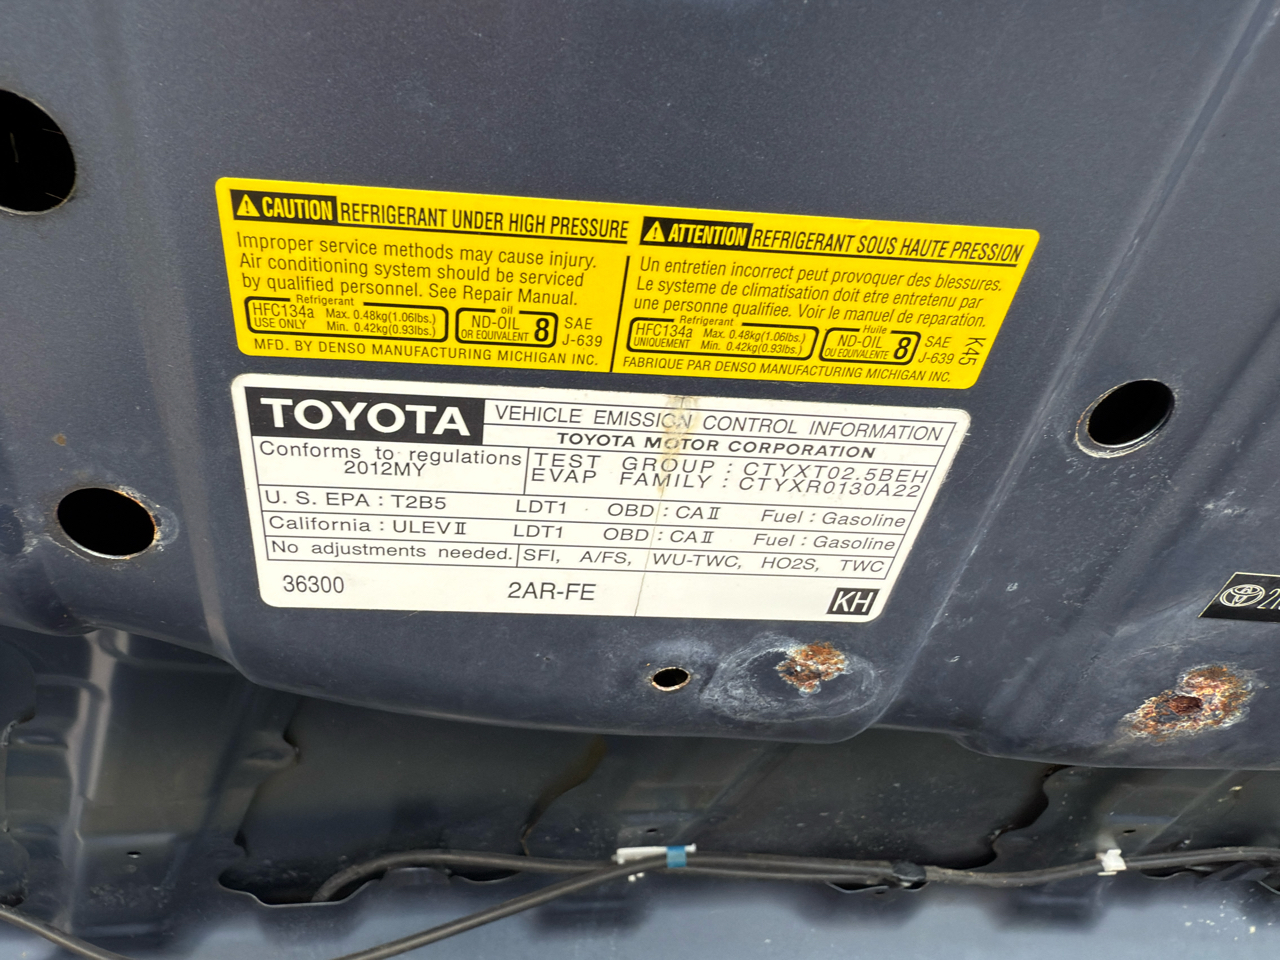 CAUTION REFRIGERANT UNDER HIGH PRESSURE
Improper service methods may cause injury.
Air conditioning system should be serviced
by qualified personnel. See Repair Manual.
Refrigerant
HFC134a Max. 0.48kg(1.06lbs.)
USE ONLY Min. 0.42kg(0.93lbs.)
oil
ND-OIL 8
OR EQUIVALENT
SAE
J-639
MFD. BY DENSO MANUFACTURING MICHIGAN INC.
ATTENTION REFRIGERANT SOUS HAUTE PRESSION
Un entretien incorrect peut provoquer des blessures.
Le systeme de climatisation doit etre entretenu par
une personne qualifiee. Voir le manuel de reparation.
Refrigerant
HFC134a Max. 0.48kg(1.06lbs.)
UNIQUEMENT Min. 0.42kg(0.93lbs.)
Huile
ND-OIL 8
OU EQUIVALENTE
SAE
J-639
K45
FABRIQUE PAR DENSO MANUFACTURING MICHIGAN INC.
TOYOTA VEHICLE EMISSION CONTROL INFORMATION
TOYOTA MOTOR CORPORATION
Conforms to regulations
2012MY
TEST GROUP : CTYXT02.5BEH
EVAP FAMILY : CTYXR0130A22
U. S. EPA : T2B5 LDT1 OBD : CAⅡ Fuel : Gasoline
California : ULEVⅡ LDT1 OBD : CAⅡ Fuel : Gasoline
No adjustments needed. SFI, A/FS, WU-TWC, HO2S, TWC
36300 2AR-FE KH